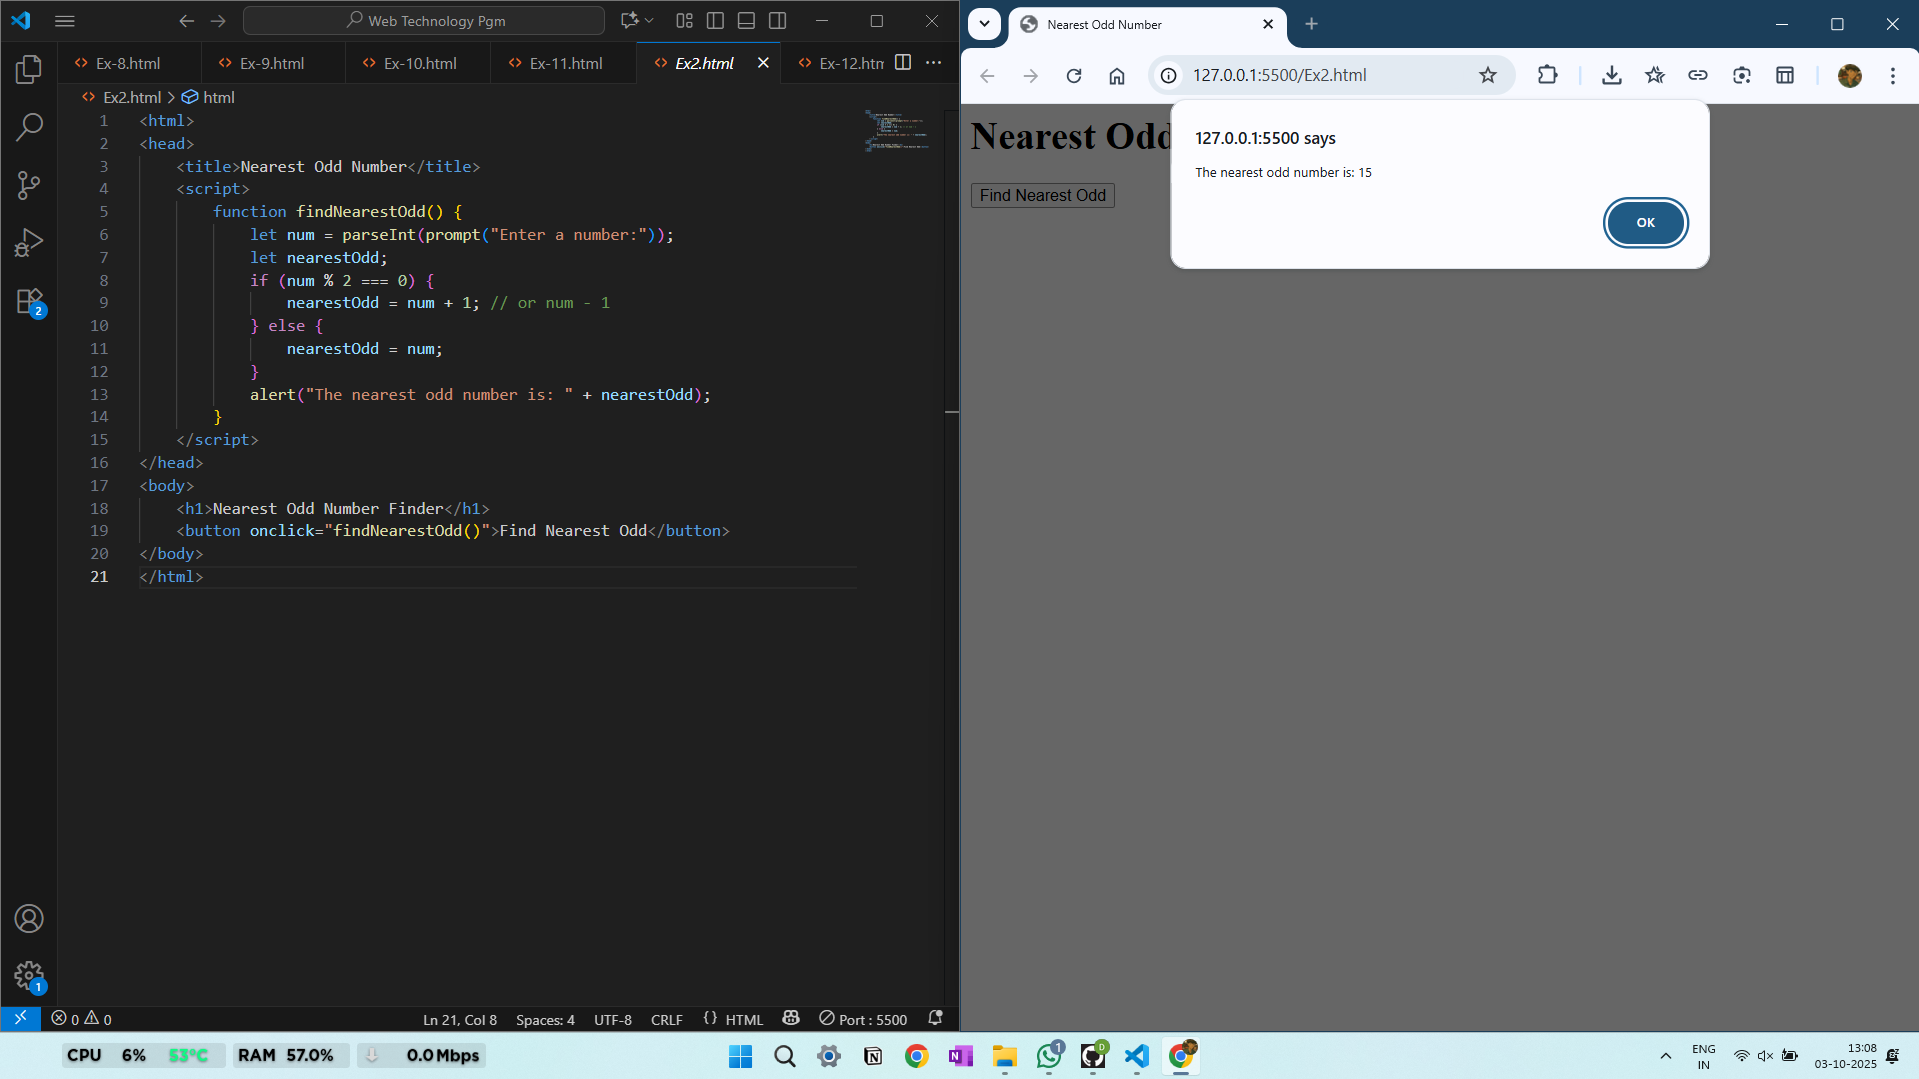 Web Technology Pgm
Ex-8.html
Ex-9.html
Ex-10.html
Ex-11.html
Ex2.html
Ex-12.htm
Ex2.html > html
1 <html>
2 <head>
3 <title>Nearest Odd Number</title>
4 <script>
5 function findNearestOdd() {
6 let num = parseInt(prompt("Enter a number:"));
7 let nearestOdd;
8 if (num % 2 === 0) {
9 nearestOdd = num + 1; // or num - 1
10 } else {
11 nearestOdd = num;
12 }
13 alert("The nearest odd number is: " + nearestOdd);
14 }
15 </script>
16 </head>
17 <body>
18 <h1>Nearest Odd Number Finder</h1>
19 <button onclick="findNearestOdd()">Find Nearest Odd</button>
20 </body>
21 </html>
2
1
0 0
Ln 21, Col 8
Spaces: 4
UTF-8
CRLF
{} HTML
Port : 5500
Nearest Odd Number
127.0.0.1:5500/Ex2.html
Nearest Odd
Find Nearest Odd
127.0.0.1:5500 says
The nearest odd number is: 15
OK
CPU 6% 53°C
RAM 57.0%
0.0 Mbps
1
D
ENG
IN
13:08
03-10-2025